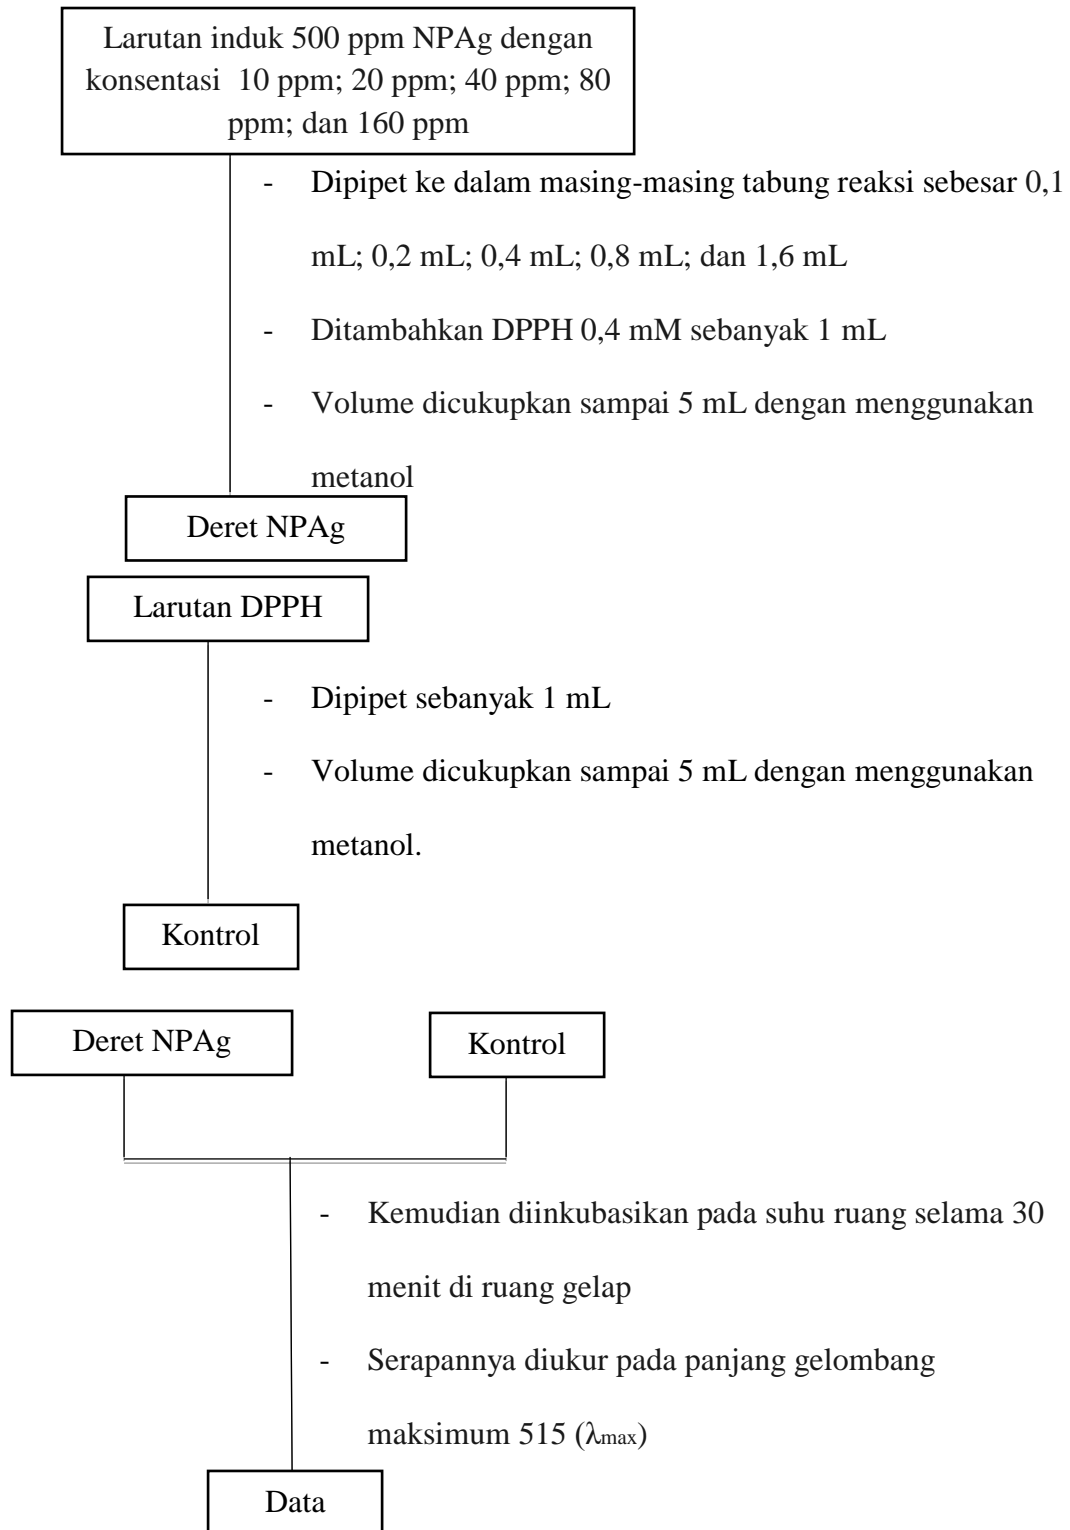 Larutan induk 500 ppm NPAg dengan
konsentasi  10 ppm; 20 ppm; 40 ppm; 80
ppm; dan 160 ppm
- Dipipet ke dalam masing-masing tabung reaksi sebesar 0,1
mL; 0,2 mL; 0,4 mL; 0,8 mL; dan 1,6 mL
- Ditambahkan DPPH 0,4 mM sebanyak 1 mL
- Volume dicukupkan sampai 5 mL dengan menggunakan
metanol
Deret NPAg
Larutan DPPH
- Dipipet sebanyak 1 mL
- Volume dicukupkan sampai 5 mL dengan menggunakan
metanol.
Kontrol
Deret NPAg
Kontrol
- Kemudian diinkubasikan pada suhu ruang selama 30
menit di ruang gelap
- Serapannya diukur pada panjang gelombang
maksimum 515 (λmax)
Data